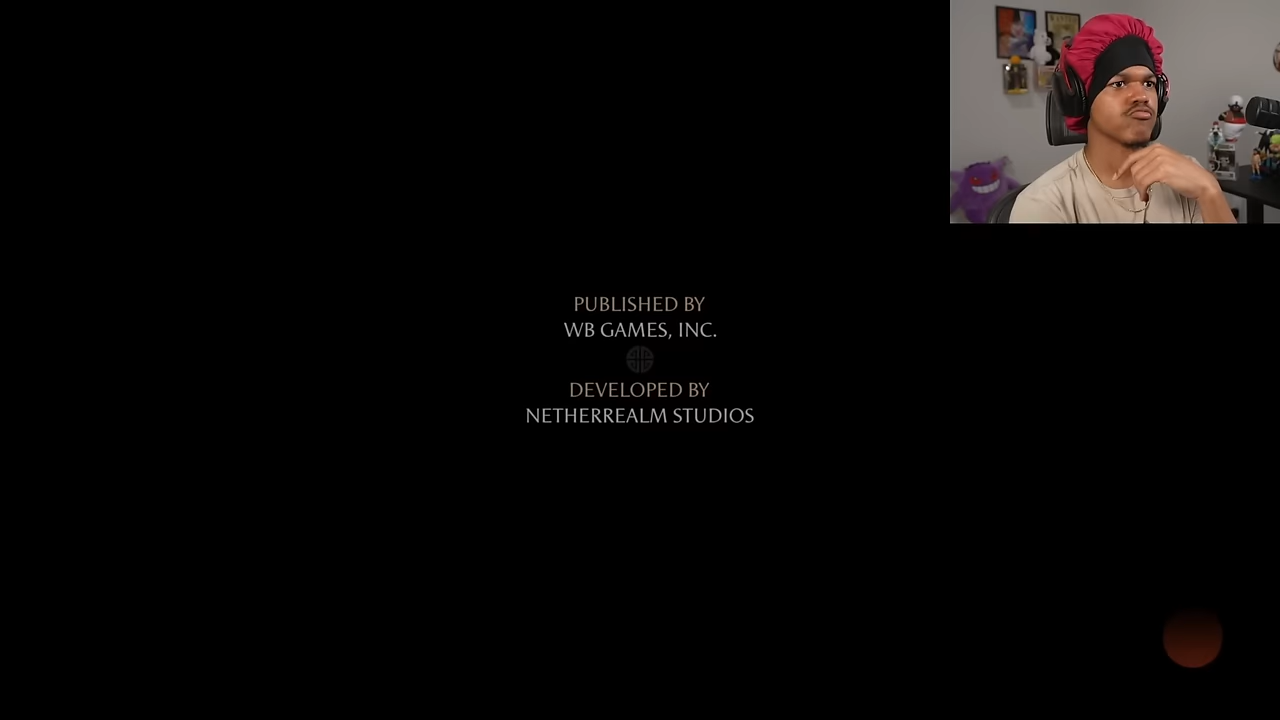 PUBLISHED BY
WB GAMES, INC.
DEVELOPED BY
NETHERREALM STUDIOS